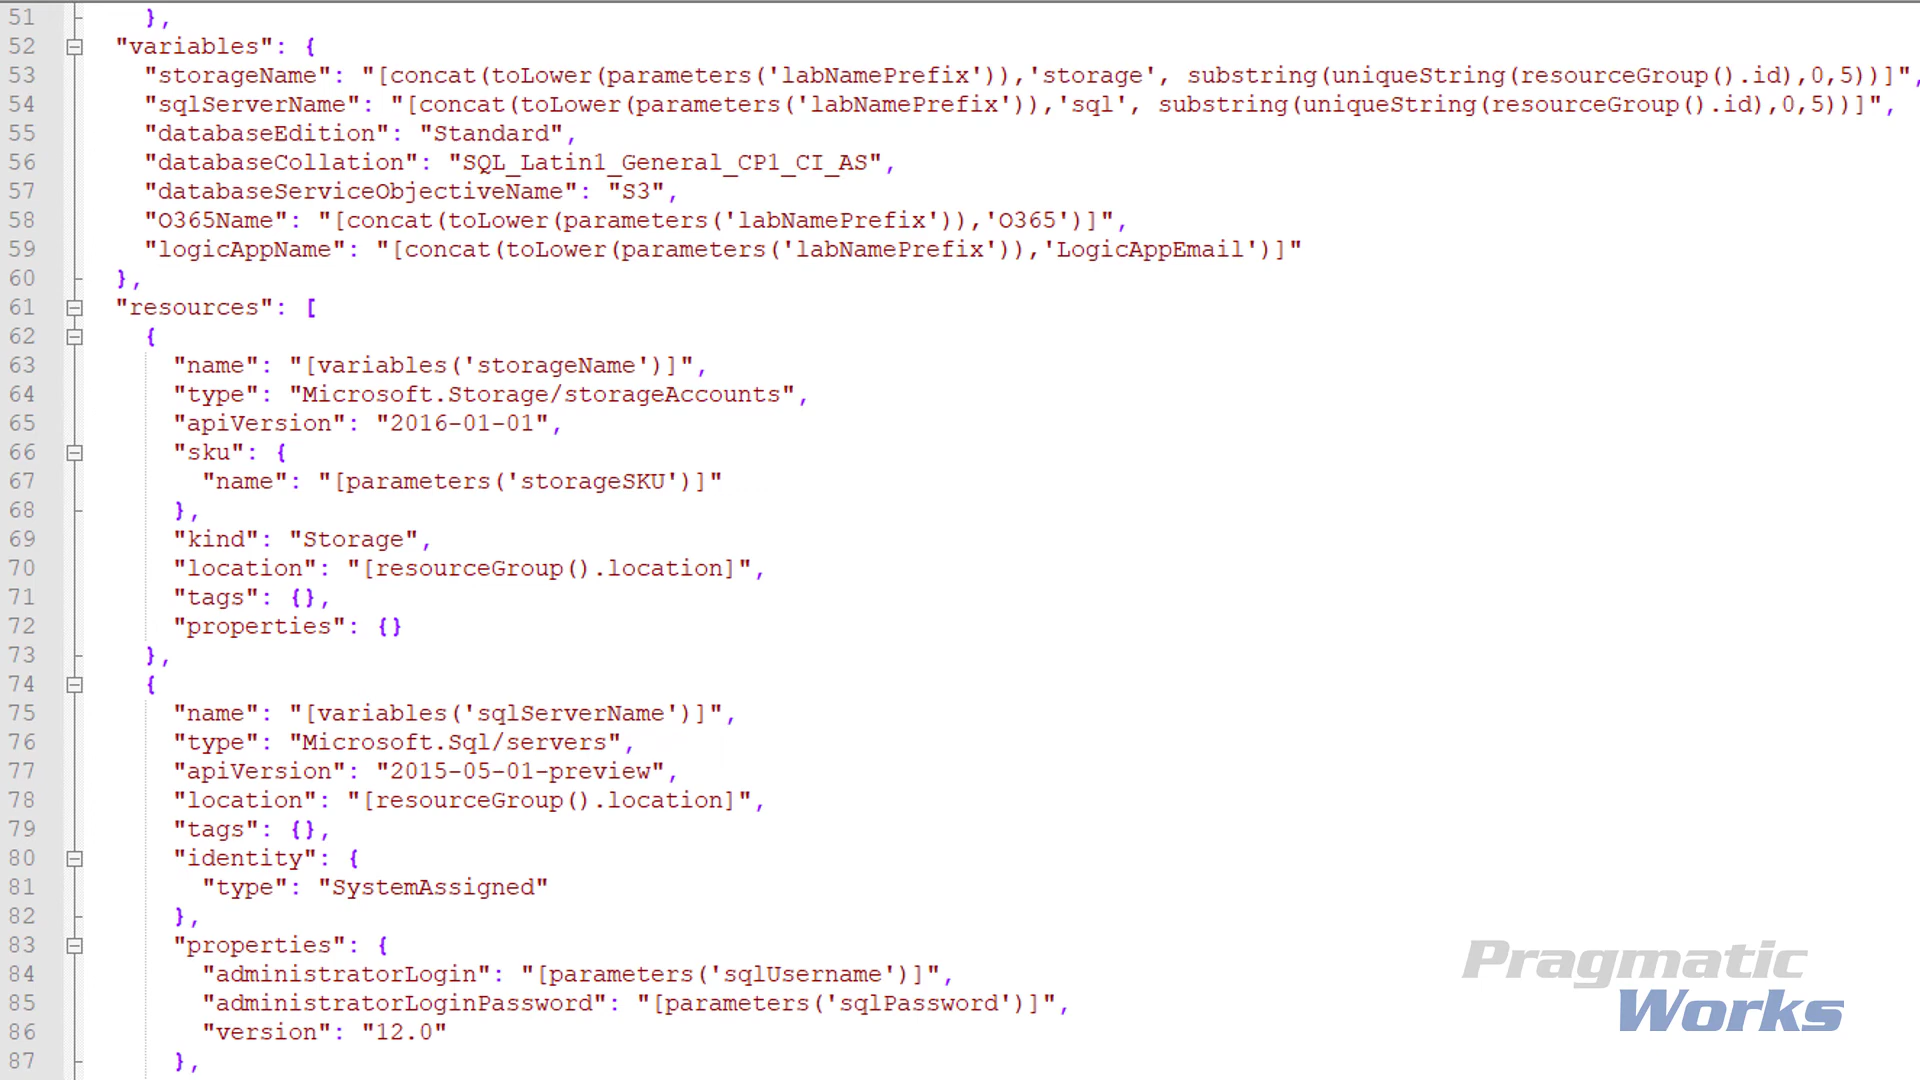 51 },
52 "variables": {
53 "storageName": "[concat(toLower(parameters('labNamePrefix')),'storage', substring(uniqueString(resourceGroup().id),0,5))]",
54 "sqlServerName": "[concat(toLower(parameters('labNamePrefix')),'sql', substring(uniqueString(resourceGroup().id),0,5))]",
55 "databaseEdition": "Standard",
56 "databaseCollation": "SQL_Latin1_General_CP1_CI_AS",
57 "databaseServiceObjectiveName": "S3",
58 "O365Name": "[concat(toLower(parameters('labNamePrefix')),'O365')]",
59 "logicAppName": "[concat(toLower(parameters('labNamePrefix')),'LogicAppEmail')]"
60 },
61 "resources": [
62 {
63 "name": "[variables('storageName')]",
64 "type": "Microsoft.Storage/storageAccounts",
65 "apiVersion": "2016-01-01",
66 "sku": {
67 "name": "[parameters('storageSKU')]"
68 },
69 "kind": "Storage",
70 "location": "[resourceGroup().location]",
71 "tags": {},
72 "properties": {}
73 },
74 {
75 "name": "[variables('sqlServerName')]",
76 "type": "Microsoft.Sql/servers",
77 "apiVersion": "2015-05-01-preview",
78 "location": "[resourceGroup().location]",
79 "tags": {},
80 "identity": {
81 "type": "SystemAssigned"
82 },
83 "properties": {
84 "administratorLogin": "[parameters('sqlUsername')]",
85 "administratorLoginPassword": "[parameters('sqlPassword')]",
86 "version": "12.0"
87 },
Pragmatic
Works